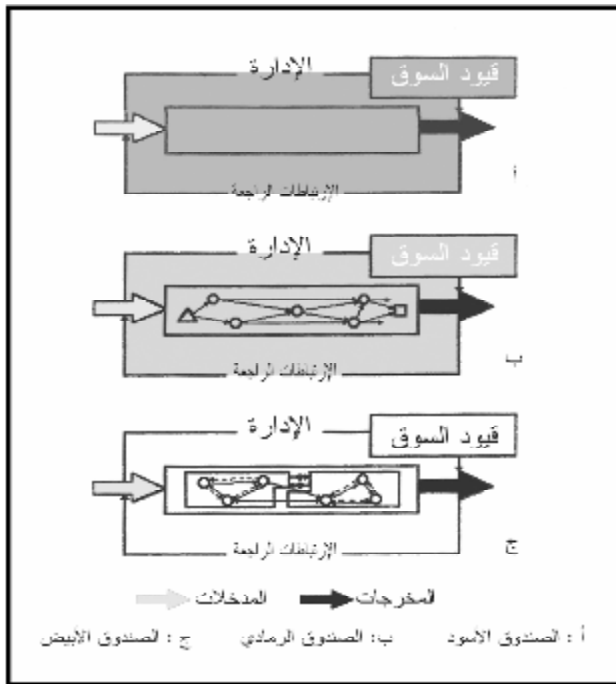 الإدارة
قيود السوق
الإرتباطات الراجعة
أ
الإدارة
قيود السوق
الإرتباطات الراجعة
ب
الإدارة
قيود السوق
الإرتباطات الراجعة
ج
المخرجات المدخلات
أ : الصندوق الأسود ب: الصندوق الرمادي ج : الصندوق الأبيض